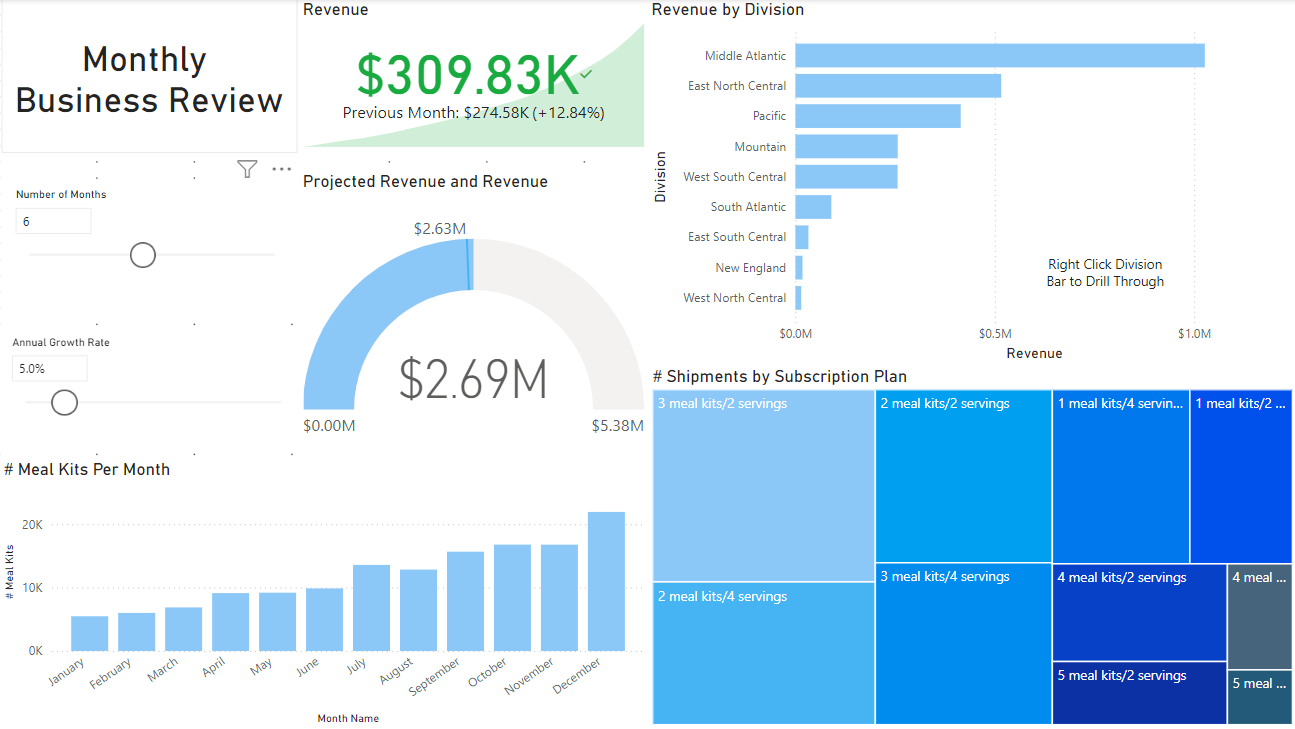 Monthly
Business Review
Number of Months
6
Annual Growth Rate
5.0%
Revenue
$309.83K
Previous Month: $274.58K (+12.84%)
Projected Revenue and Revenue
$2.63M
$2.69M
$0.00M
$5.38M
# Meal Kits Per Month
# Meal Kits
20K
10K
0K
January
February
March
April
May
June
July
August
September
October
November
December
Month Name
Revenue by Division
Division
Middle Atlantic
East North Central
Pacific
Mountain
West South Central
South Atlantic
East South Central
New England
West North Central
Right Click Division
Bar to Drill Through
$0.0M
$0.5M
$1.0M
Revenue
# Shipments by Subscription Plan
3 meal kits/2 servings
2 meal kits/2 servings
1 meal kits/4 servin...
1 meal kits/2 ...
2 meal kits/4 servings
3 meal kits/4 servings
4 meal kits/2 servings
4 meal ...
5 meal kits/2 servings
5 meal ...